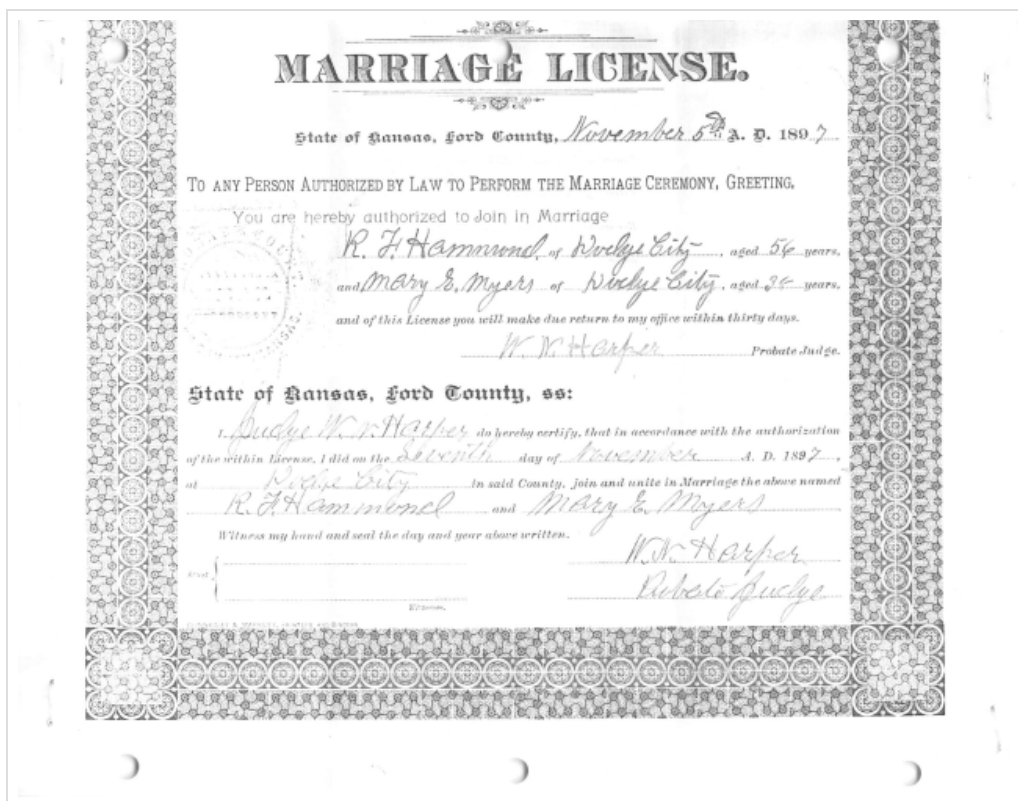 MARRIAGE LICENSE.
State of Kansas, Ford County, November 5th A. D. 1897
TO ANY PERSON AUTHORIZED BY LAW TO PERFORM THE MARRIAGE CEREMONY, GREETING,
You are hereby authorized to Join in Marriage
R. F. Hammond, of Dodge City, aged 56 years,
and Mary E. Myers of Dodge City, aged years,
and of this License you will make due return to my office within thirty days.
W. N. Harper Probate Judge.
State of Kansas, Ford County, ss:
I, Judge W. N. Harper do hereby certify, that in accordance with the authorization
of the within License, I did on the Seventh day of November A. D. 1897,
at Dodge City in said County, join and unite in Marriage the above named
R. F. Hammond and Mary E. Myers
Witness my hand and seal the day and year above written.
W. N. Harper
Attest
Probate Judge
Witnesses.